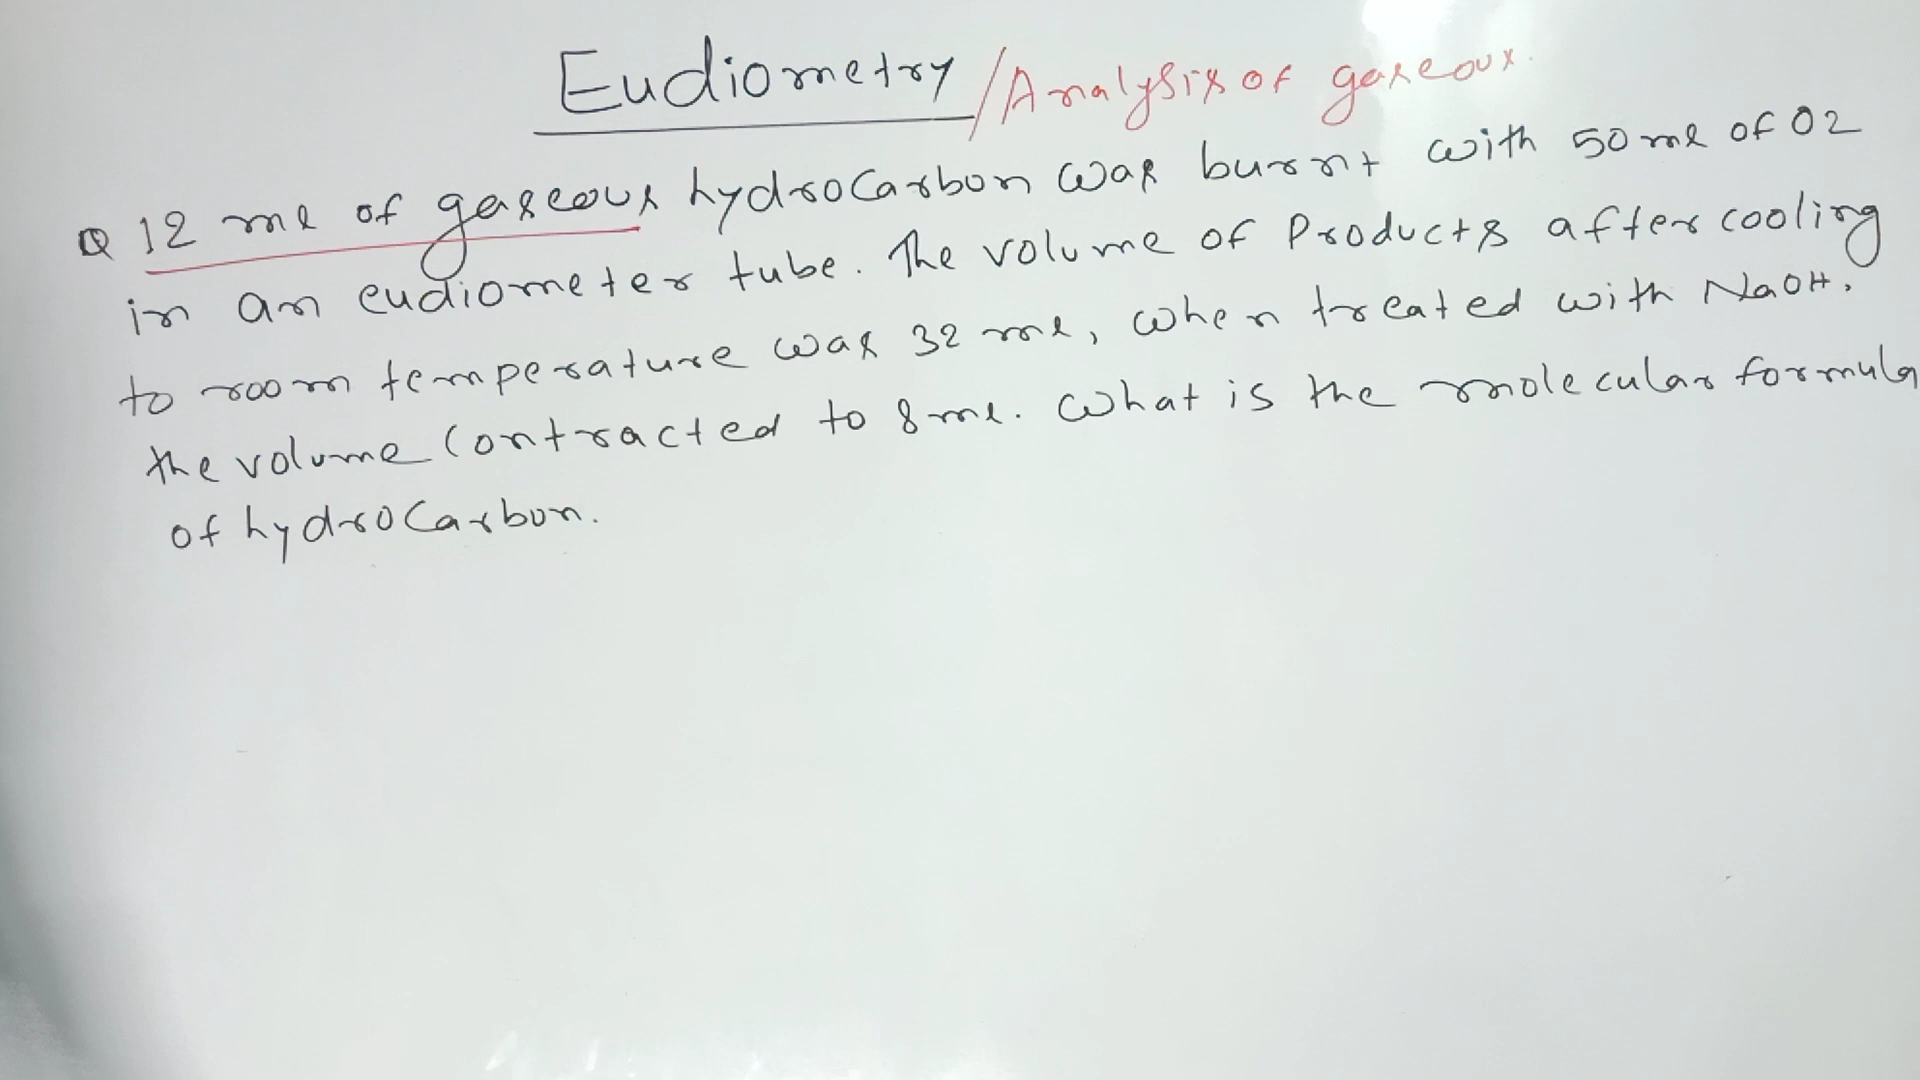 Eudiometry / Analysis of gaseous.
Q 12 ml of gaseous hydrocarbon was burnt with 50 ml of O2
in an eudiometer tube. The volume of Products after cooling
to room temperature was 32 ml, when treated with NaOH,
the volume contracted to 8 ml. What is the molecular formula
of hydrocarbon.